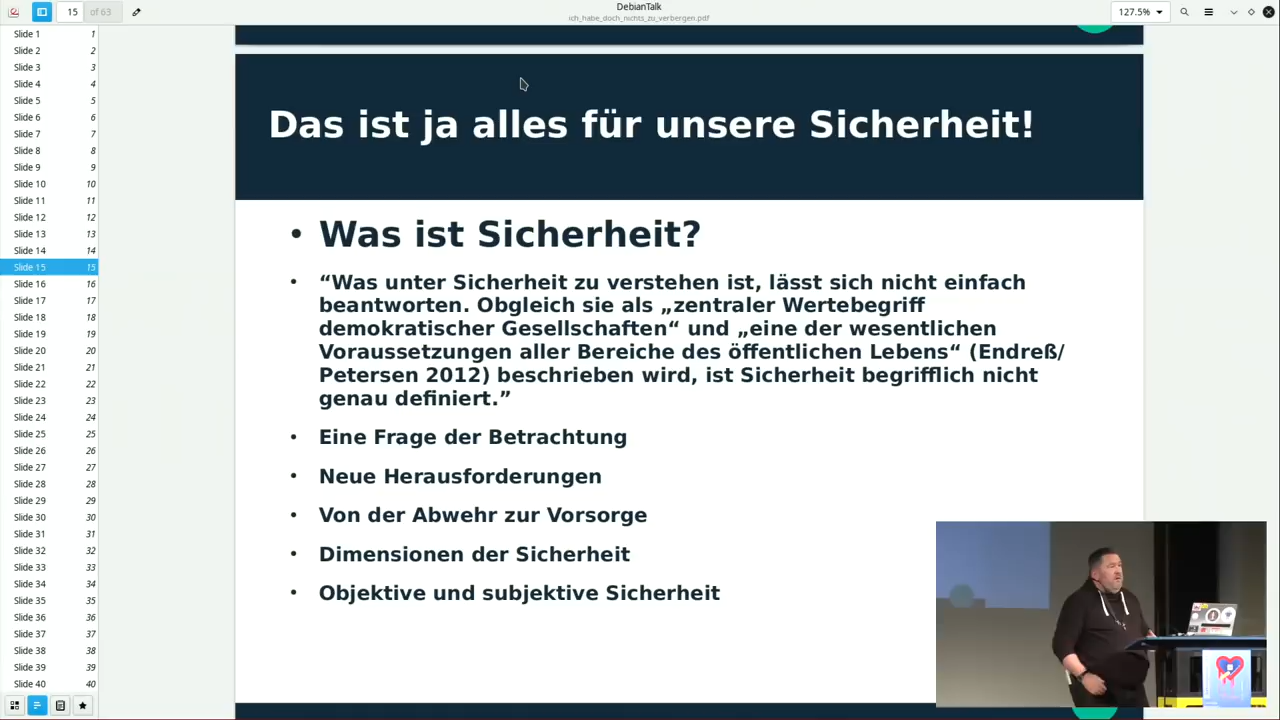 DebianTalk
ich_habe_doch_nichts_zu_verbergen.pdf
15 of 63
127.5%
Slide 1 1
Slide 2 2
Slide 3 3
Slide 4 4
Slide 5 5
Slide 6 6
Slide 7 7
Slide 8 8
Slide 9 9
Slide 10 10
Slide 11 11
Slide 12 12
Slide 13 13
Slide 14 14
Slide 15 15
Slide 16 16
Slide 17 17
Slide 18 18
Slide 19 19
Slide 20 20
Slide 21 21
Slide 22 22
Slide 23 23
Slide 24 24
Slide 25 25
Slide 26 26
Slide 27 27
Slide 28 28
Slide 29 29
Slide 30 30
Slide 31 31
Slide 32 32
Slide 33 33
Slide 34 34
Slide 35 35
Slide 36 36
Slide 37 37
Slide 38 38
Slide 39 39
Slide 40 40
Das ist ja alles für unsere Sicherheit!
• Was ist Sicherheit?
• “Was unter Sicherheit zu verstehen ist, lässt sich nicht einfach
beantworten. Obgleich sie als „zentraler Wertebegriff
demokratischer Gesellschaften“ und „eine der wesentlichen
Voraussetzungen aller Bereiche des öffentlichen Lebens“ (Endreß/
Petersen 2012) beschrieben wird, ist Sicherheit begrifflich nicht
genau definiert.”
• Eine Frage der Betrachtung
• Neue Herausforderungen
• Von der Abwehr zur Vorsorge
• Dimensionen der Sicherheit
• Objektive und subjektive Sicherheit